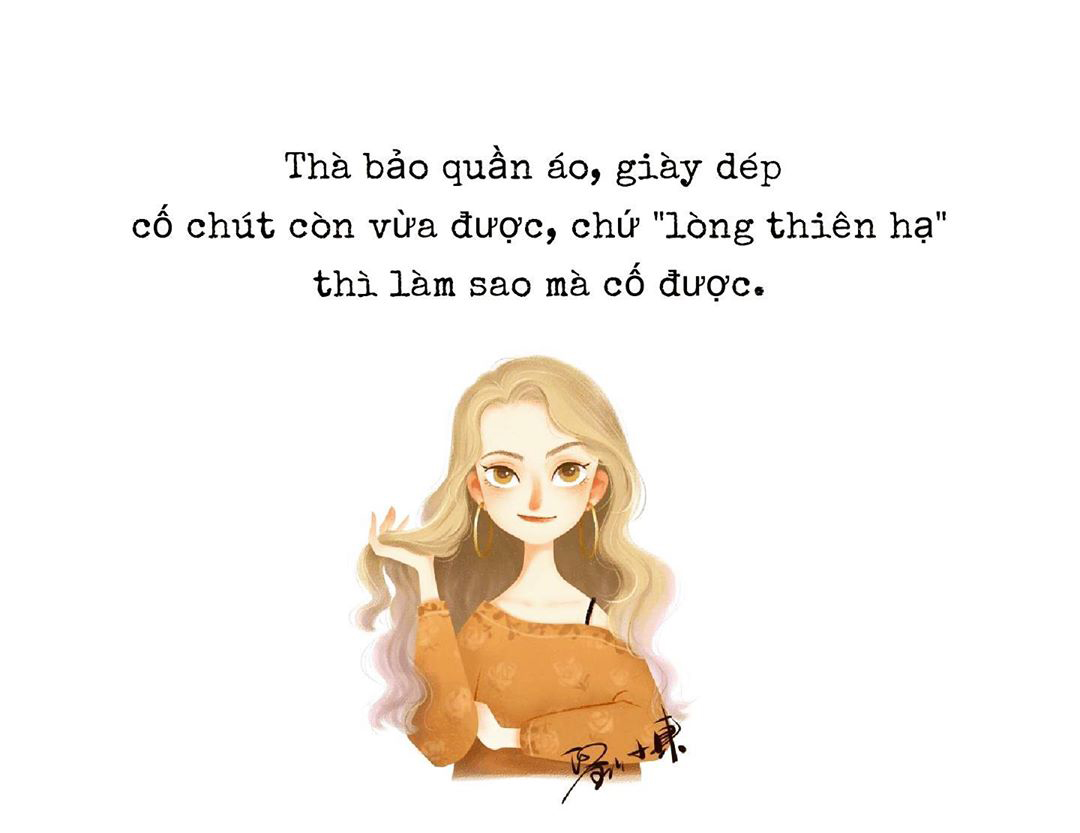 Thà bảo quần áo, giày dép
cố chút còn vừa được, chứ "lòng thiên hạ"
thì làm sao mà cố được.